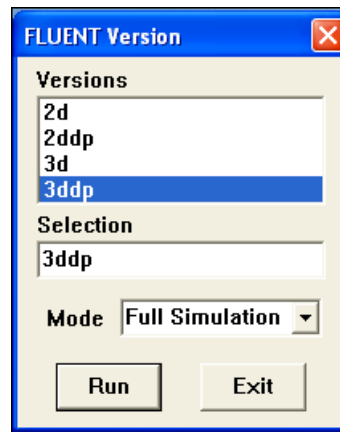 FLUENT Version
Versions
2d
2ddp
3d
3ddp
Selection
3ddp
Mode Full Simulation
Run Exit